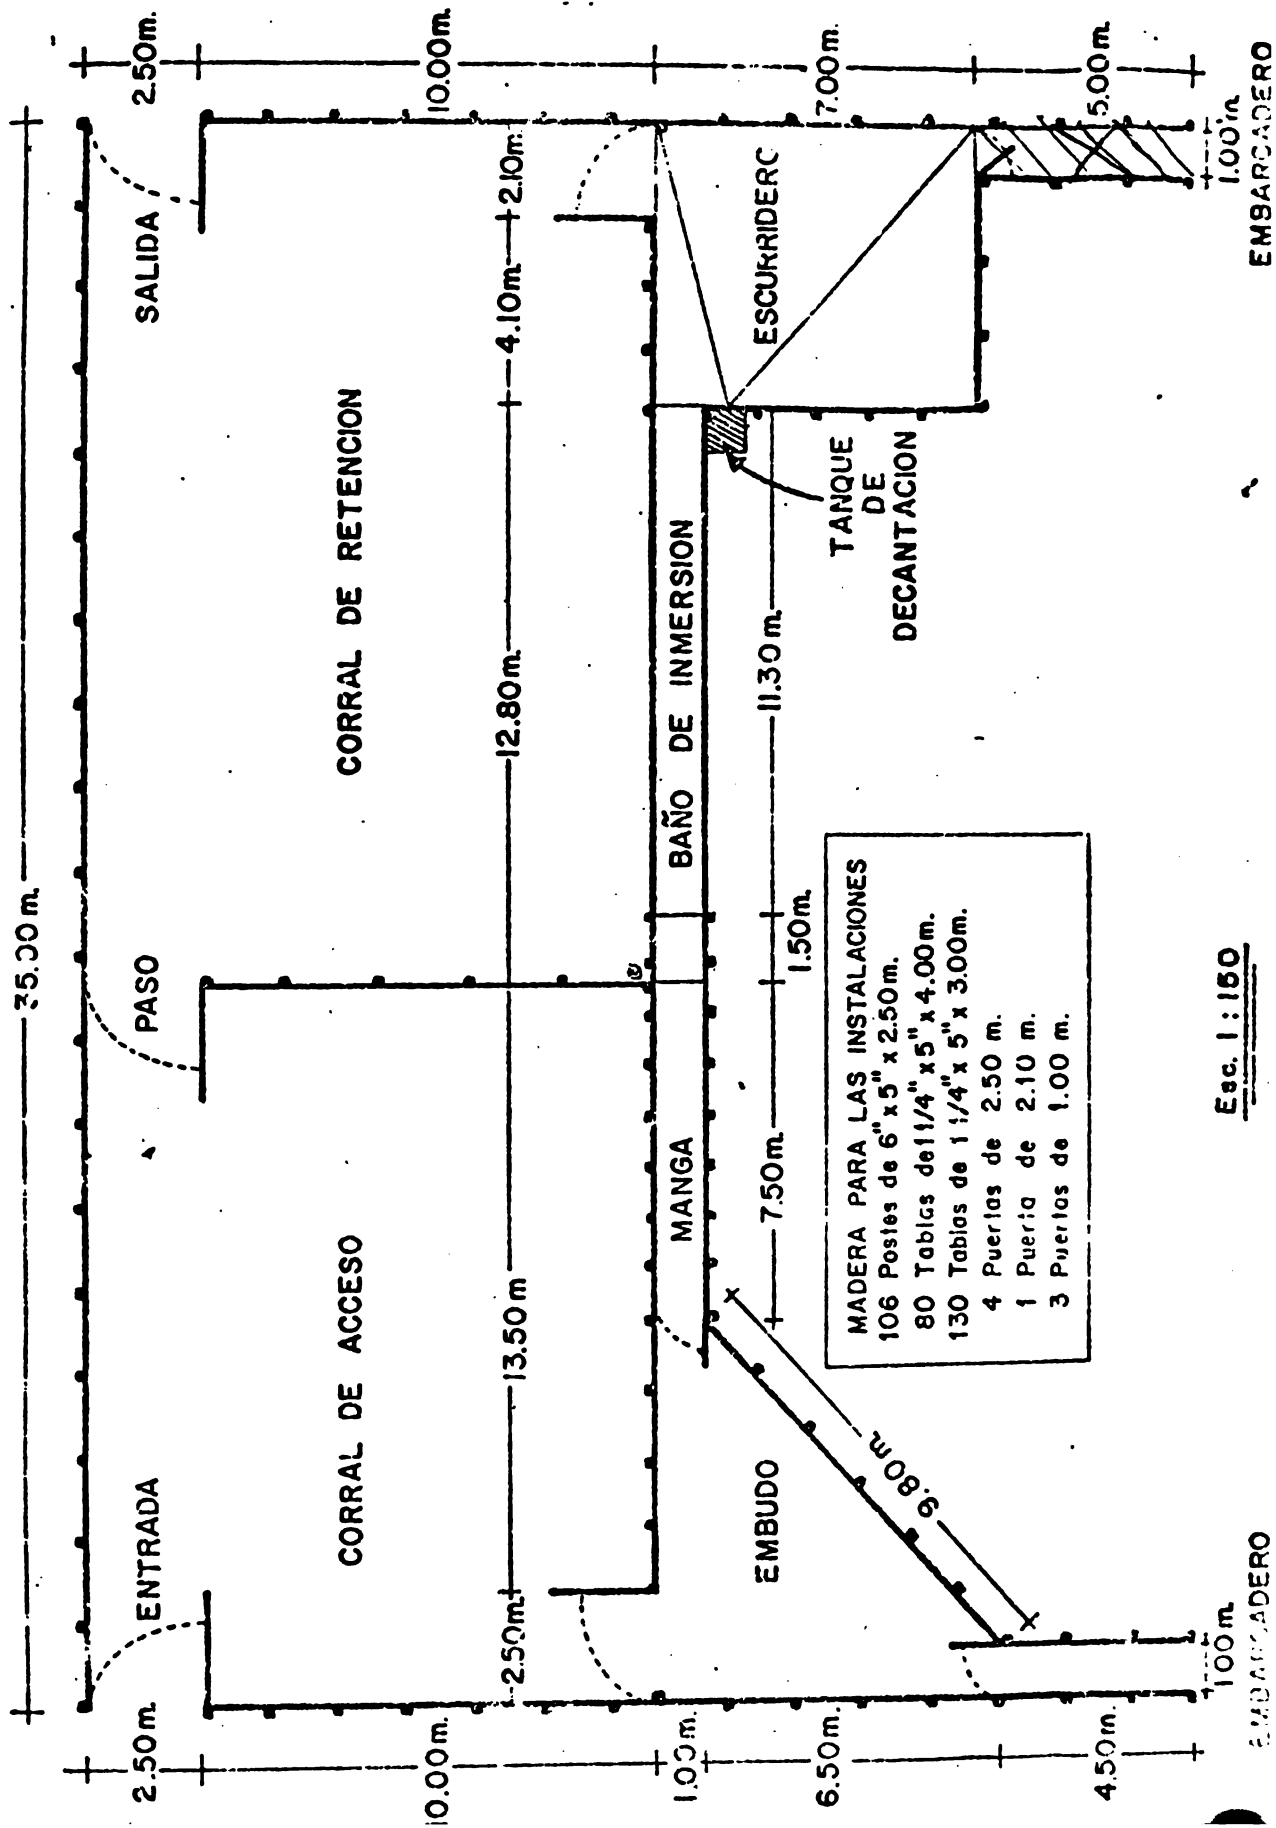 35.00m.
2.50m.
ENTRADA
PASO
SALIDA
2.50m.
CORRAL DE ACCESO
CORRAL DE RETENCION
10.00m.
10.00m.
2.50m.
13.50m
12.80m.
4.10m.
2.10m.
1.00m.
MANGA
BAÑO DE INMERSION
EMBUDO
7.50m.
1.50m.
11.30m.
ESCURRIDERO
7.00m.
6.50m.
9.80m.
TANQUE
DE
DECANTACION
MADERA PARA LAS INSTALACIONES
106 Postes de 6" x 5" x 2.50m.
80 Tablas de 1 1/4" x 5" x 4.00m.
130 Tablas de 1 1/4" x 5" x 3.00m.
4 Puertas de 2.50 m.
1 Puerta de 2.10 m.
3 Puertas de 1.00 m.
4.50m.
5.00m.
1.00m.
1.00m.
EMBARCADERO
Esc. 1:150
EMBARCADERO